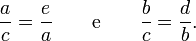 a/c = e/a e b/c = d/b.